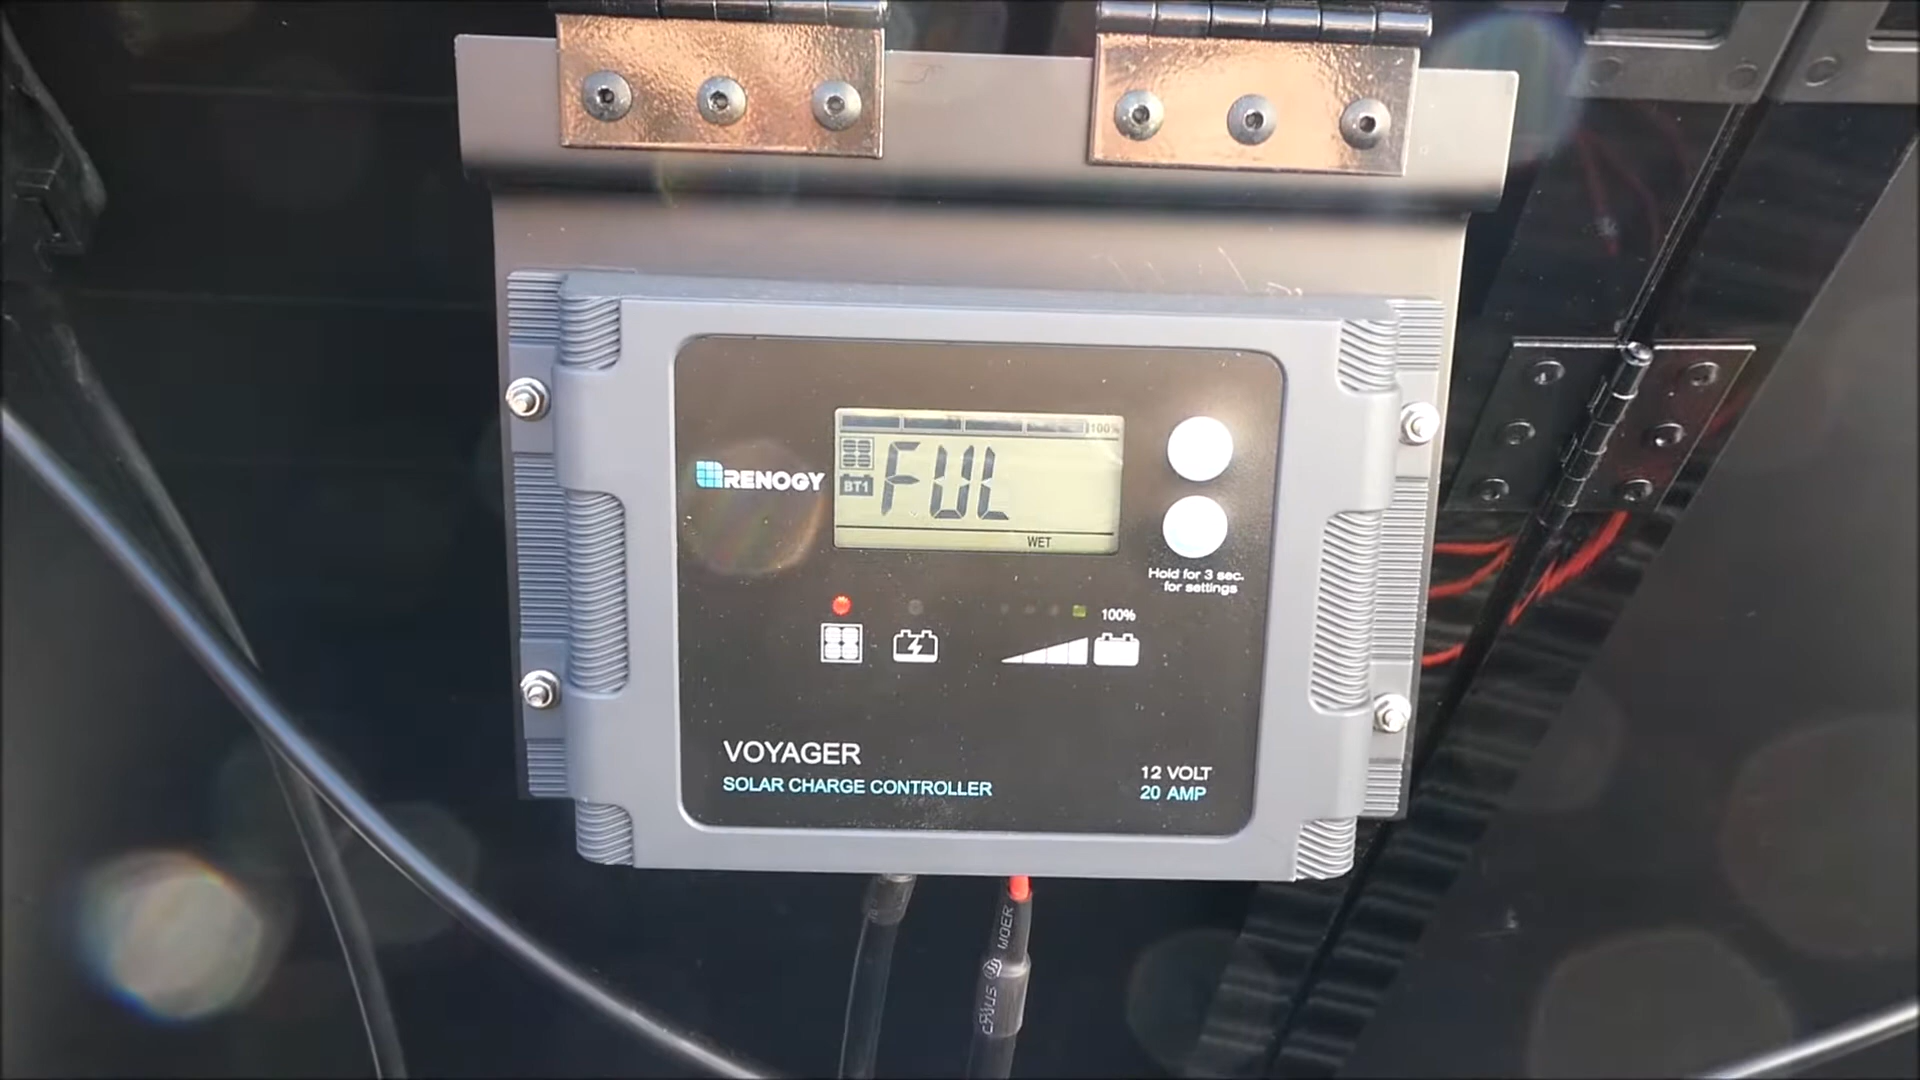 100%
RENOGY
BT1
FUL
WET
Hold for 3 sec.
for settings
100%
VOYAGER
SOLAR CHARGE CONTROLLER
12 VOLT
20 AMP
WOER